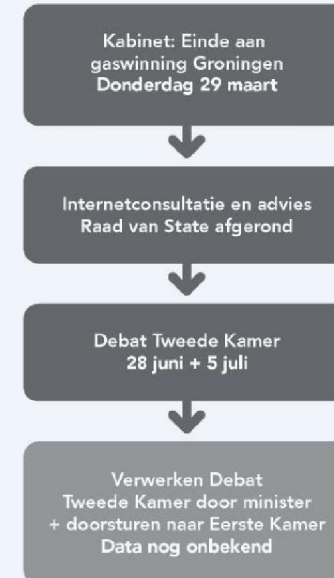 Kabinet: Einde aan
gaswinning Groningen
Donderdag 29 maart
Internetconsultatie en advies
Raad van State afgerond
Debat Tweede Kamer
28 juni + 5 juli
Verwerken Debat
Tweede Kamer door minister
+ doorsturen naar Eerste Kamer
Data nog onbekend